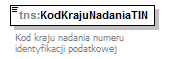 tns:KodKrajuNadaniaTIN
Kod kraju nadania numeru
identyfikacji podatkowej